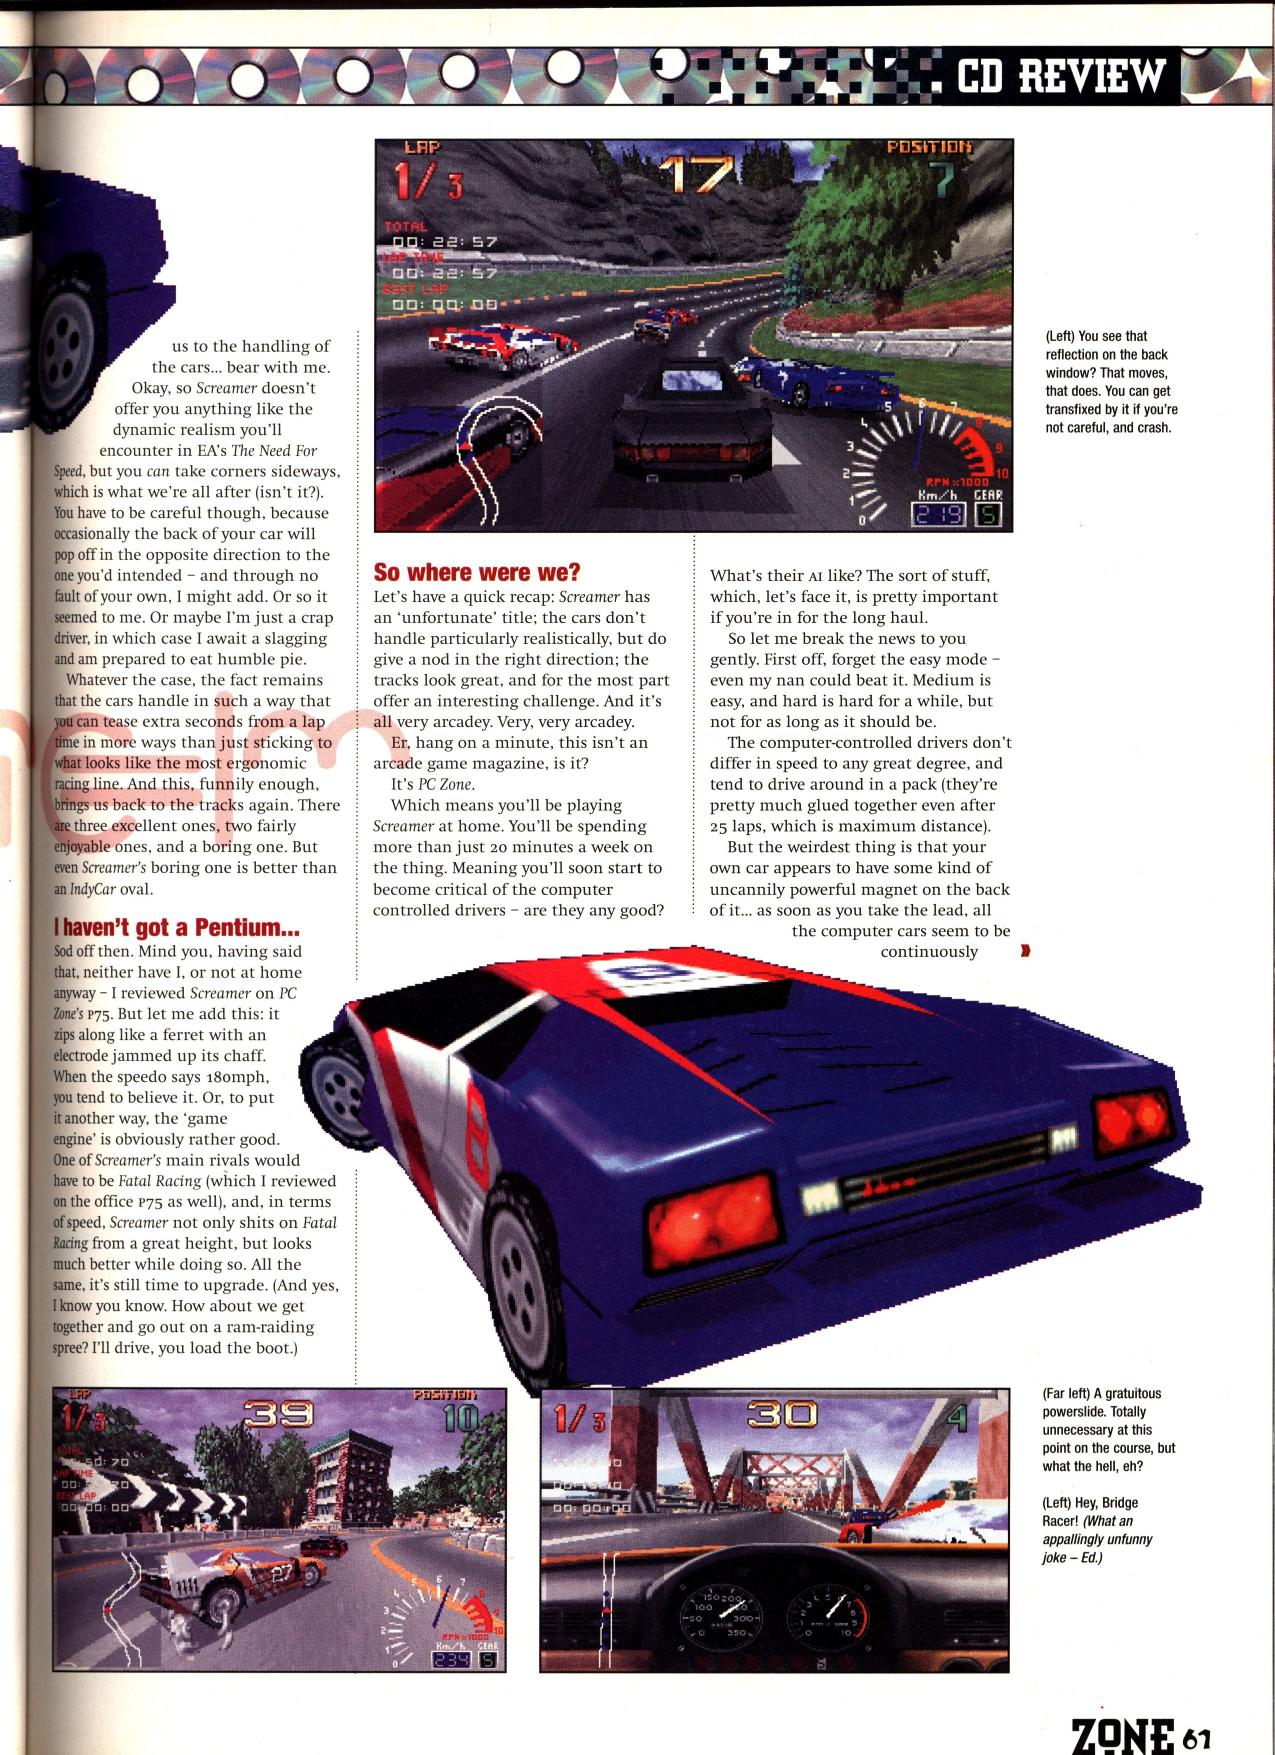 CD REVIEW
LAP
1/3
17
POSITION
7
TOTAL
00:22:57
LAP TIME
00:22:57
BEST LAP
00:00:00
0
1
2
3
4
5
6
7
8
9
10
RPM x1000
Km/h
GEAR
219
5
(Left) You see that
reflection on the back
window? That moves,
that does. You can get
transfixed by it if you're
not careful, and crash.
us to the handling of
the cars... bear with me.
Okay, so Screamer doesn't
offer you anything like the
dynamic realism you'll
encounter in EA's The Need For
Speed, but you can take corners sideways,
which is what we're all after (isn't it?).
You have to be careful though, because
occasionally the back of your car will
pop off in the opposite direction to the
one you'd intended – and through no
fault of your own, I might add. Or so it
seemed to me. Or maybe I'm just a crap
driver, in which case I await a slagging
and am prepared to eat humble pie.
Whatever the case, the fact remains
that the cars handle in such a way that
you can tease extra seconds from a lap
time in more ways than just sticking to
what looks like the most ergonomic
racing line. And this, funnily enough,
brings us back to the tracks again. There
are three excellent ones, two fairly
enjoyable ones, and a boring one. But
even Screamer's boring one is better than
an IndyCar oval.
I haven't got a Pentium...
Sod off then. Mind you, having said
that, neither have I, or not at home
anyway – I reviewed Screamer on PC
Zone's P75. But let me add this: it
zips along like a ferret with an
electrode jammed up its chaff.
When the speedo says 180mph,
you tend to believe it. Or, to put
it another way, the 'game
engine' is obviously rather good.
One of Screamer's main rivals would
have to be Fatal Racing (which I reviewed
on the office P75 as well), and, in terms
of speed, Screamer not only shits on Fatal
Racing from a great height, but looks
much better while doing so. All the
same, it's still time to upgrade. (And yes,
I know you know. How about we get
together and go out on a ram-raiding
spree? I'll drive, you load the boot.)
So where were we?
Let's have a quick recap: Screamer has
an 'unfortunate' title; the cars don't
handle particularly realistically, but do
give a nod in the right direction; the
tracks look great, and for the most part
offer an interesting challenge. And it's
all very arcadey. Very, very arcadey.
Er, hang on a minute, this isn't an
arcade game magazine, is it?
It's PC Zone.
Which means you'll be playing
Screamer at home. You'll be spending
more than just 20 minutes a week on
the thing. Meaning you'll soon start to
become critical of the computer
controlled drivers – are they any good?
What's their AI like? The sort of stuff,
which, let's face it, is pretty important
if you're in for the long haul.
So let me break the news to you
gently. First off, forget the easy mode –
even my nan could beat it. Medium is
easy, and hard is hard for a while, but
not for as long as it should be.
The computer-controlled drivers don't
differ in speed to any great degree, and
tend to drive around in a pack (they're
pretty much glued together even after
25 laps, which is maximum distance).
But the weirdest thing is that your
own car appears to have some kind of
uncannily powerful magnet on the back
of it... as soon as you take the lead, all
the computer cars seem to be
continuously
8
LAP
1/3
39
POSITION
10
TOTAL
LAP TIME
BEST LAP
00:00:00
27
RPM x1000
Km/h
GEAR
234
5
1/3
30
4
00:00:00
(Far left) A gratuitous
powerslide. Totally
unnecessary at this
point on the course, but
what the hell, eh?
(Left) Hey, Bridge
Racer! (What an
appallingly unfunny
joke – Ed.)
ZONE 61